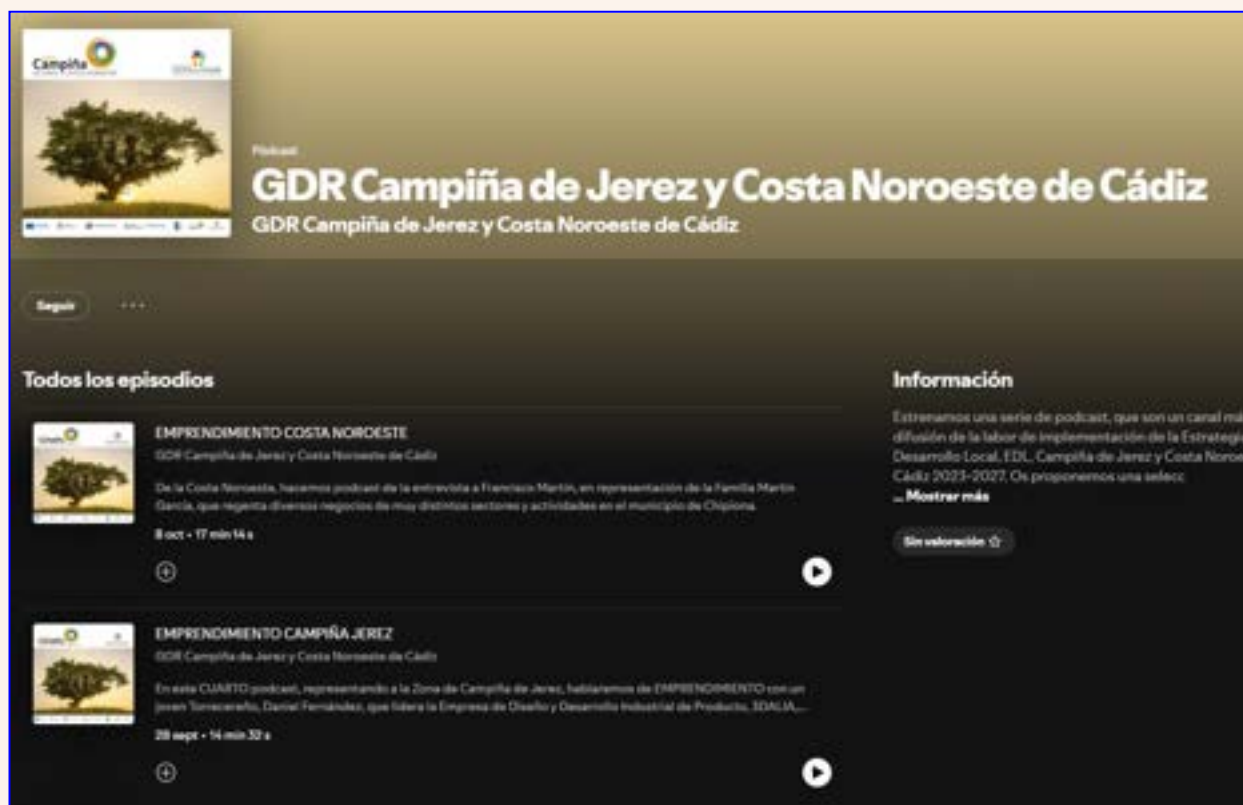 Campiña
Pódcast
GDR Campiña de Jerez y Costa Noroeste de Cádiz
GDR Campiña de Jerez y Costa Noroeste de Cádiz
Seguir
Todos los episodios
EMPRENDIMIENTO COSTA NOROESTE
GDR Campiña de Jerez y Costa Noroeste de Cádiz
De la Costa Noroeste, hacemos podcast de la entrevista a Francisco Martín, en representación de la Familia Martín
García, que regenta diversos negocios de muy distintos sectores y actividades en el municipio de Chipiona.
8 oct • 17 min 14 s
EMPRENDIMIENTO CAMPIÑA JEREZ
GDR Campiña de Jerez y Costa Noroeste de Cádiz
En este CUARTO podcast, representando a la Zona de Campiña de Jerez, hablaremos de EMPRENDIMIENTO con un
joven Torrecereño, Daniel Fernández, que lidera la Empresa de Diseño y Desarrollo Industrial de Producto, 3DALIA,...
28 sept • 14 min 32 s
Información
Estrenamos una serie de podcast, que son un canal má
difusión de la labor de implementación de la Estrategi
Desarrollo Local, EDL, Campiña de Jerez y Costa Noroe
Cádiz 2023-2027. Os proponemos una selecc
... Mostrar más
Sin valoración